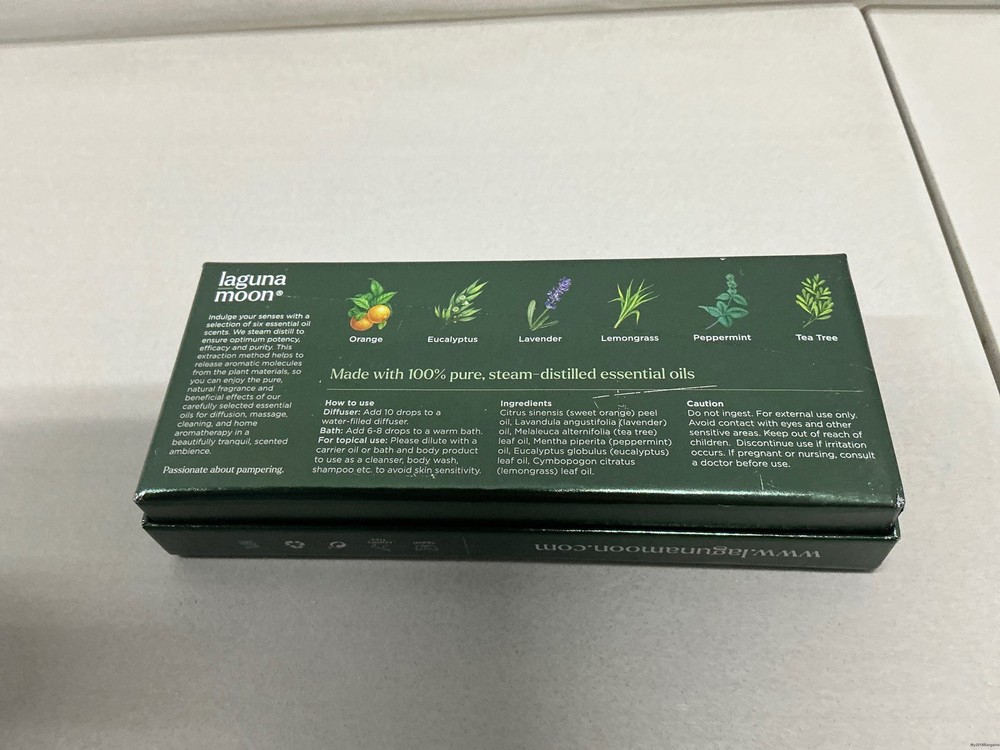 laguna
moon®
Indulge your senses with a
selection of six essential oil
scents. We steam distill to
ensure optimum potency,
efficacy and purity. This
extraction method helps to
release aromatic molecules
from the plant materials, so
you can enjoy the pure,
natural fragrance and
beneficial effects of our
carefully selected essential
oils for diffusion, massage,
cleaning, and home
aromatherapy in a
beautifully tranquil, scented
ambience.
Passionate about pampering.
Orange
Eucalyptus
Lavender
Lemongrass
Peppermint
Tea Tree
Made with 100% pure, steam-distilled essential oils
How to use
Diffuser: Add 10 drops to a
water-filled diffuser.
Bath: Add 6-8 drops to a warm bath.
For topical use: Please dilute with a
carrier oil or bath and body product
to use as a cleanser, body wash,
shampoo etc. to avoid skin sensitivity.
Ingredients
Citrus sinensis (sweet orange) peel
oil, Lavandula angustifolia (lavender)
oil, Melaleuca alternifolia (tea tree)
leaf oil, Mentha piperita (peppermint)
oil, Eucalyptus globulus (eucalyptus)
leaf oil, Cymbopogon citratus
(lemongrass) leaf oil.
Caution
Do not ingest. For external use only.
Avoid contact with eyes and other
sensitive areas. Keep out of reach of
children. Discontinue use if irritation
occurs. If pregnant or nursing, consult
a doctor before use.
www.lagunamoon.com